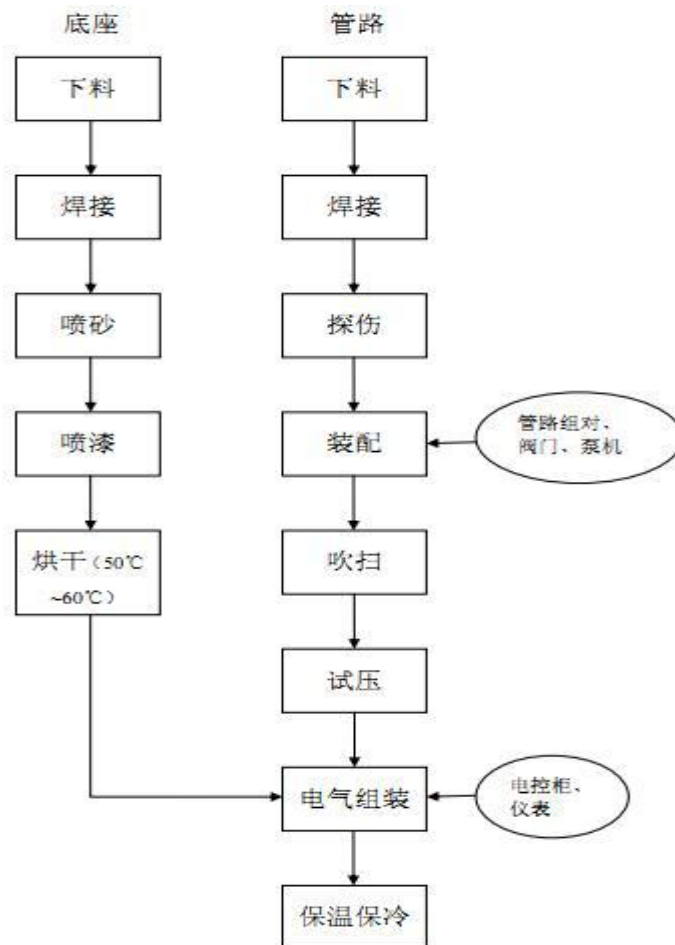 底座
管路
下料
下料
焊接
焊接
喷砂
探伤
喷漆
装配
管路组对、
阀门、泵机
烘干（50℃
~60℃）
吹扫
试压
电气组装
电控柜、
仪表
保温保冷